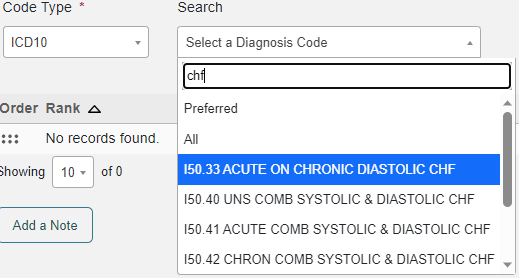 Code Type *
Search
ICD10
Select a Diagnosis Code
chf
Order Rank
Preferred
All
No records found.
I50.33 ACUTE ON CHRONIC DIASTOLIC CHF
Showing 10 of 0
I50.40 UNS COMB SYSTOLIC & DIASTOLIC CHF
Add a Note
I50.41 ACUTE COMB SYSTOLIC & DIASTOLIC CHF
I50.42 CHRON COMB SYSTOLIC & DIASTOLIC CHF